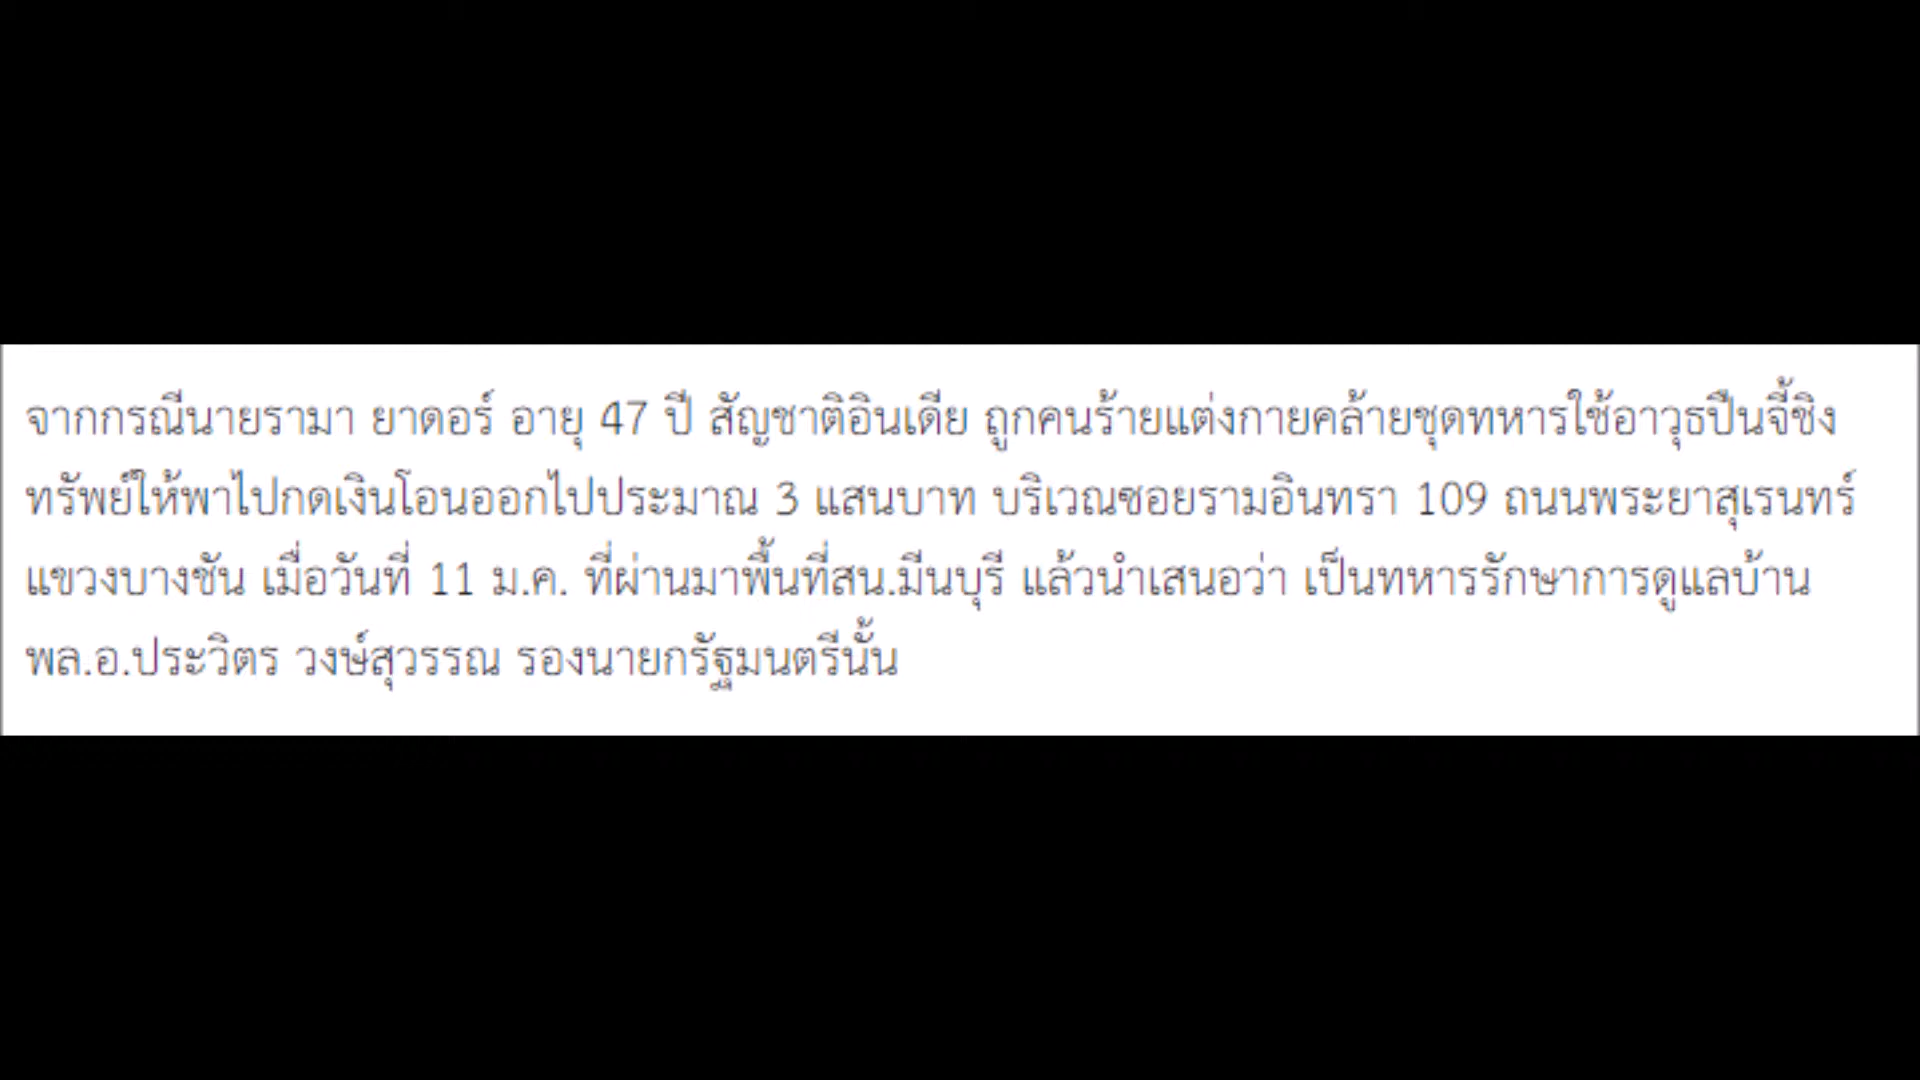 จากกรณีนายรามา ยาดอร์ อายุ 47 ปี สัญชาติอินเดีย ถูกคนร้ายแต่งกายคล้ายชุดทหารใช้อาวุธปืนจี้ชิง
ทรัพย์ให้พาไปกดเงินโอนออกไปประมาณ 3 แสนบาท บริเวณซอยรามอินทรา 109 ถนนพระยาสุเรนทร์
แขวงบางชัน เมื่อวันที่ 11 ม.ค. ที่ผ่านมาพื้นที่สน.มีนบุรี แล้วนำเสนอว่า เป็นทหารรักษาการดูแลบ้าน
พล.อ.ประวิตร วงษ์สุวรรณ รองนายกรัฐมนตรีนั้น